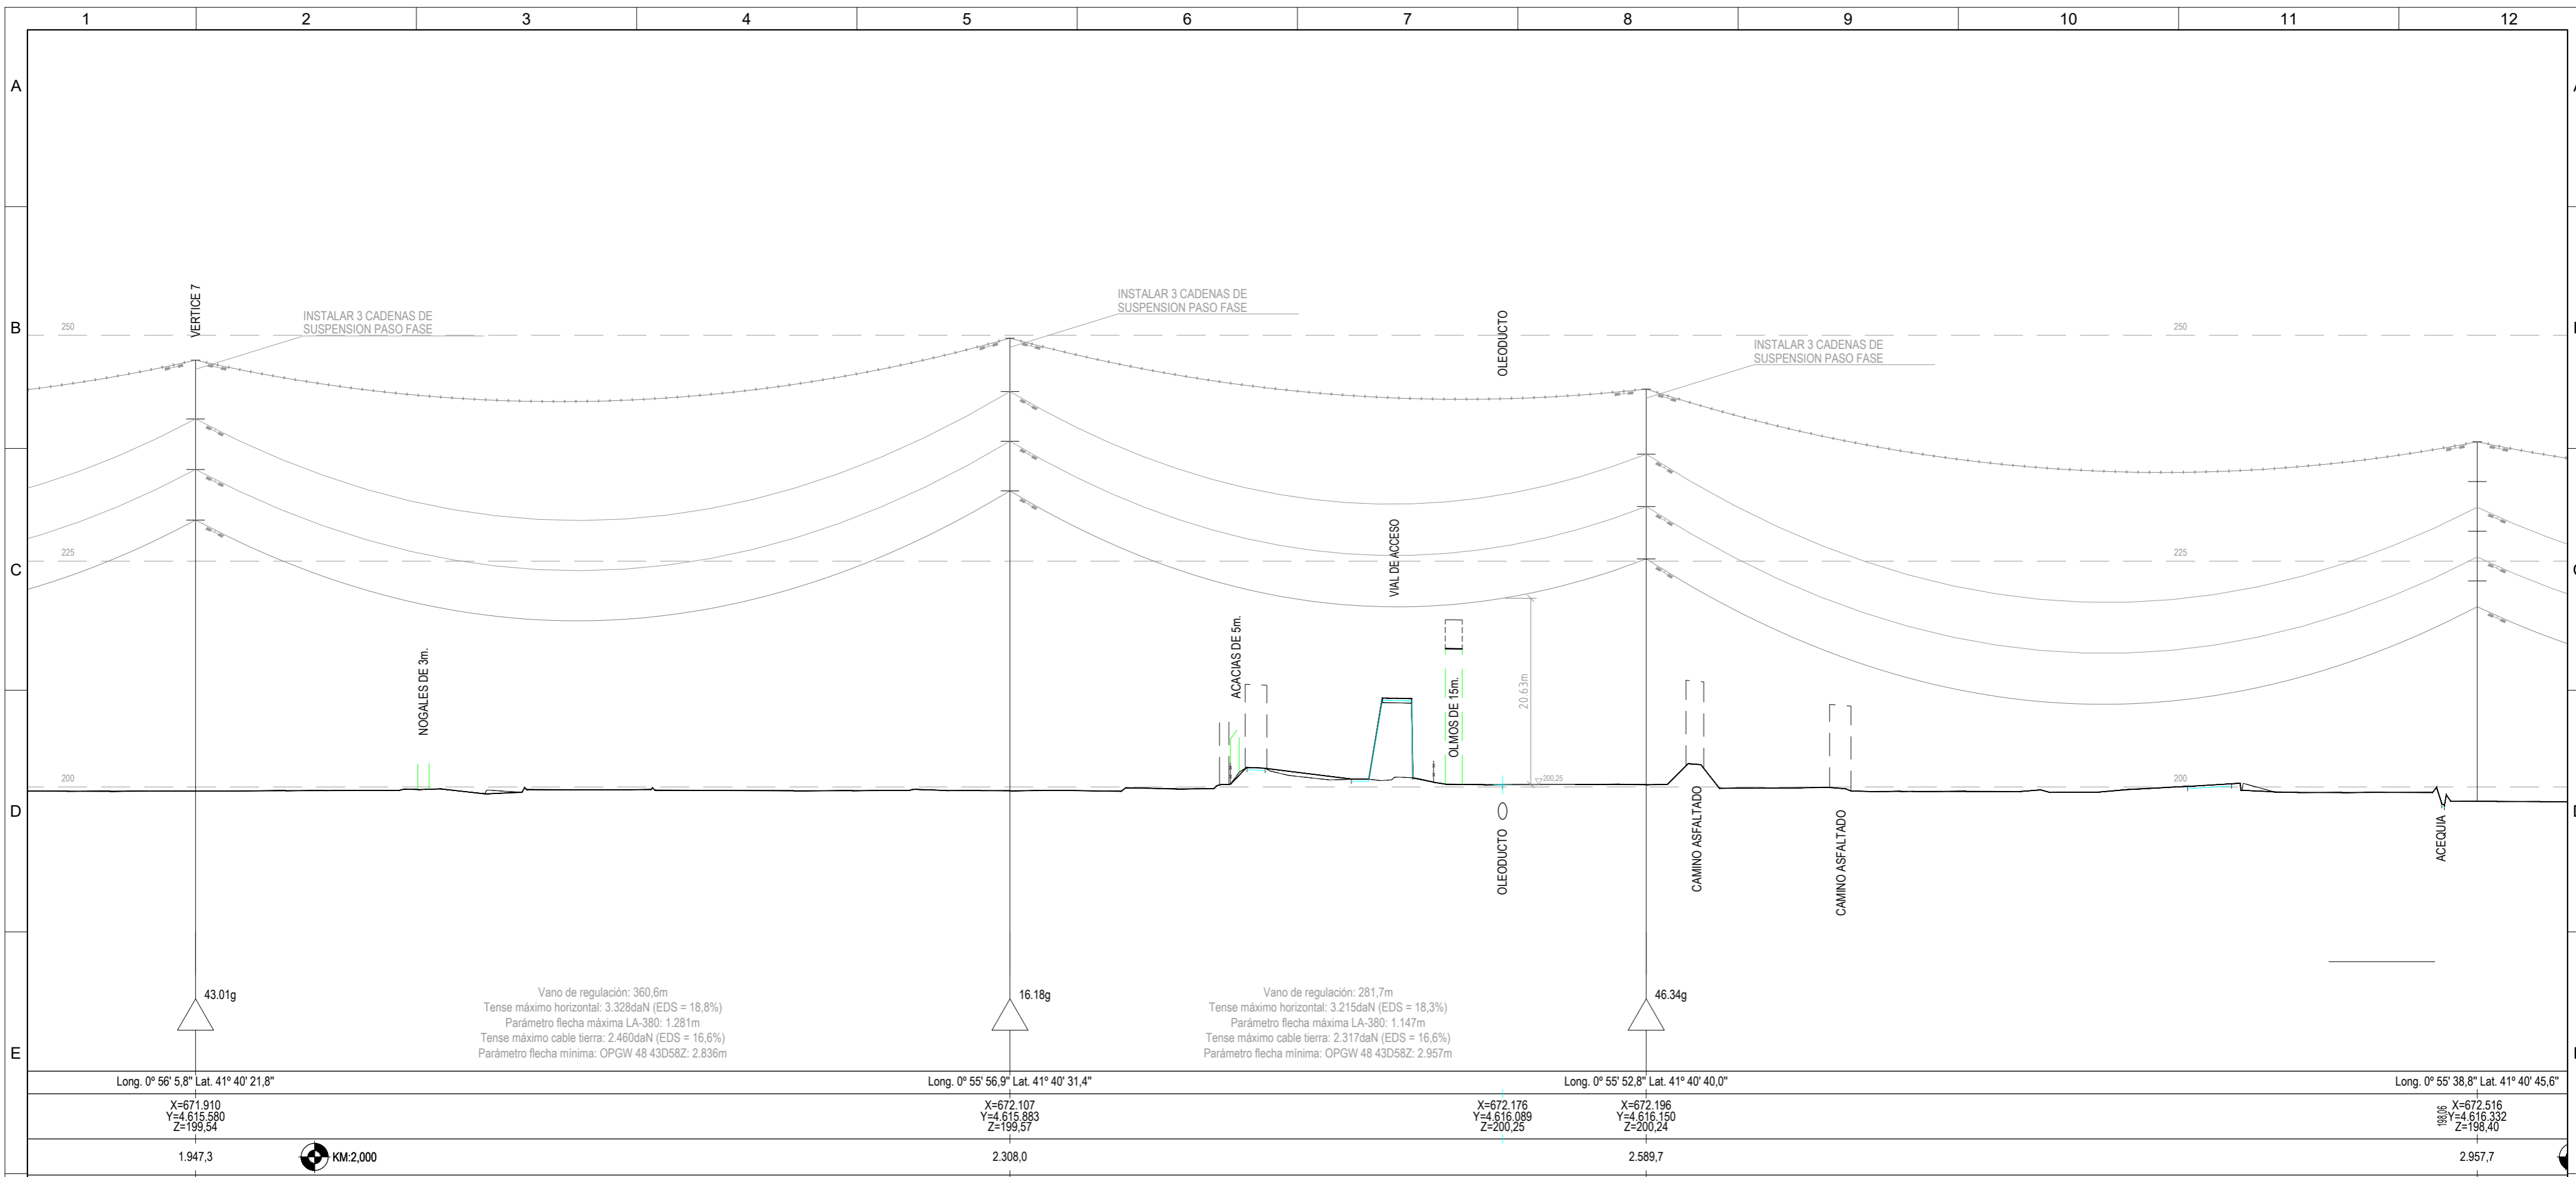 1 2 3 4 5 6 7 8 9 10 11 12
A
B
C
D
E
VERTICE 7
INSTALAR 3 CADENAS DE
SUSPENSION PASO FASE
INSTALAR 3 CADENAS DE
SUSPENSION PASO FASE
OLEODUCTO
INSTALAR 3 CADENAS DE
SUSPENSION PASO FASE
250
250
225
225
200
200
NOGALES DE 3m.
ACACIAS DE 5m.
VIAL DE ACCESO
OLMOS DE 15m.
20.63m
200,25
OLEODUCTO
CAMINO ASFALTADO
CAMINO ASFALTADO
ACEQUIA
43.01g
Vano de regulación: 360,6m
Tense máximo horizontal: 3.328daN (EDS = 18,8%)
Parámetro flecha máxima LA-380: 1.281m
Tense máximo cable tierra: 2.460daN (EDS = 16,6%)
Parámetro flecha mínima: OPGW 48 43D58Z: 2.836m
16.18g
Vano de regulación: 281,7m
Tense máximo horizontal: 3.215daN (EDS = 18,3%)
Parámetro flecha máxima LA-380: 1.147m
Tense máximo cable tierra: 2.317daN (EDS = 16,6%)
Parámetro flecha mínima: OPGW 48 43D58Z: 2.957m
46.34g
Long. 0º 56' 5,8" Lat. 41º 40' 21,8"
Long. 0º 55' 56,9" Lat. 41º 40' 31,4"
Long. 0º 55' 52,8" Lat. 41º 40' 40,0"
Long. 0º 55' 38,8" Lat. 41º 40' 45,6"
X=671.910
Y=4.615.580
Z=199,54
X=672.107
Y=4.615.883
Z=199,57
X=672.176
Y=4.616.089
Z=200,25
X=672.196
Y=4.616.150
Z=200,24
198,06
X=672.516
Y=4.616.332
Z=198,40
1.947,3
KM:2,000
2.308,0
2.589,7
2.957,7